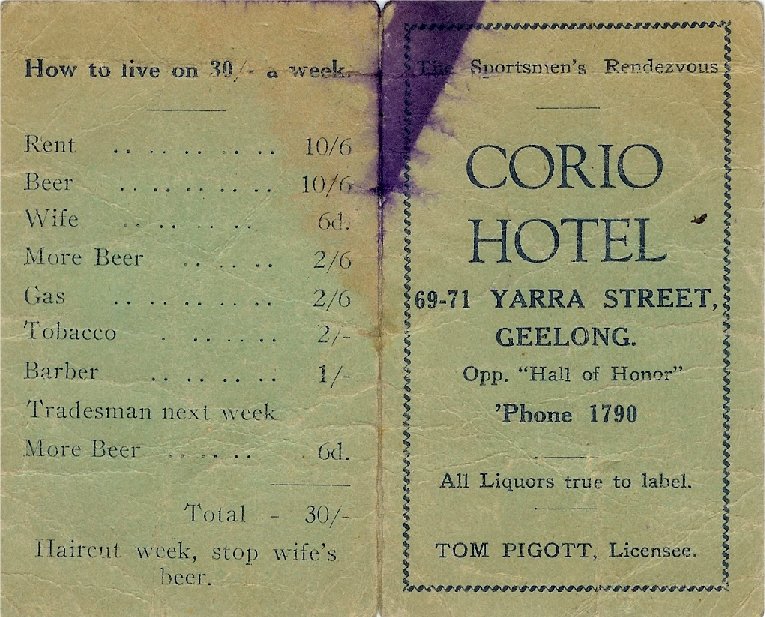 How to live on 30/- a week.
Rent .. .. .. .. .. 10/6
Beer .. .. .. .. .. 10/6
Wife .. .. .. .. 6d.
More Beer .. .. .. 2/6
Gas .. .. .. .. .. 2/6
Tobacco . .. .. .. 2/-
Barber .. .. .. .. 1/-
Tradesman next week
More Beer .. .. .. 6d.
Total - 30/-
Haircut week, stop wife's
beer.
The Sportsmen's Rendezvous
CORIO
HOTEL
69-71 YARRA STREET,
GEELONG.
Opp. "Hall of Honor"
'Phone 1790
All Liquors true to label.
TOM PIGOTT, Licensee.